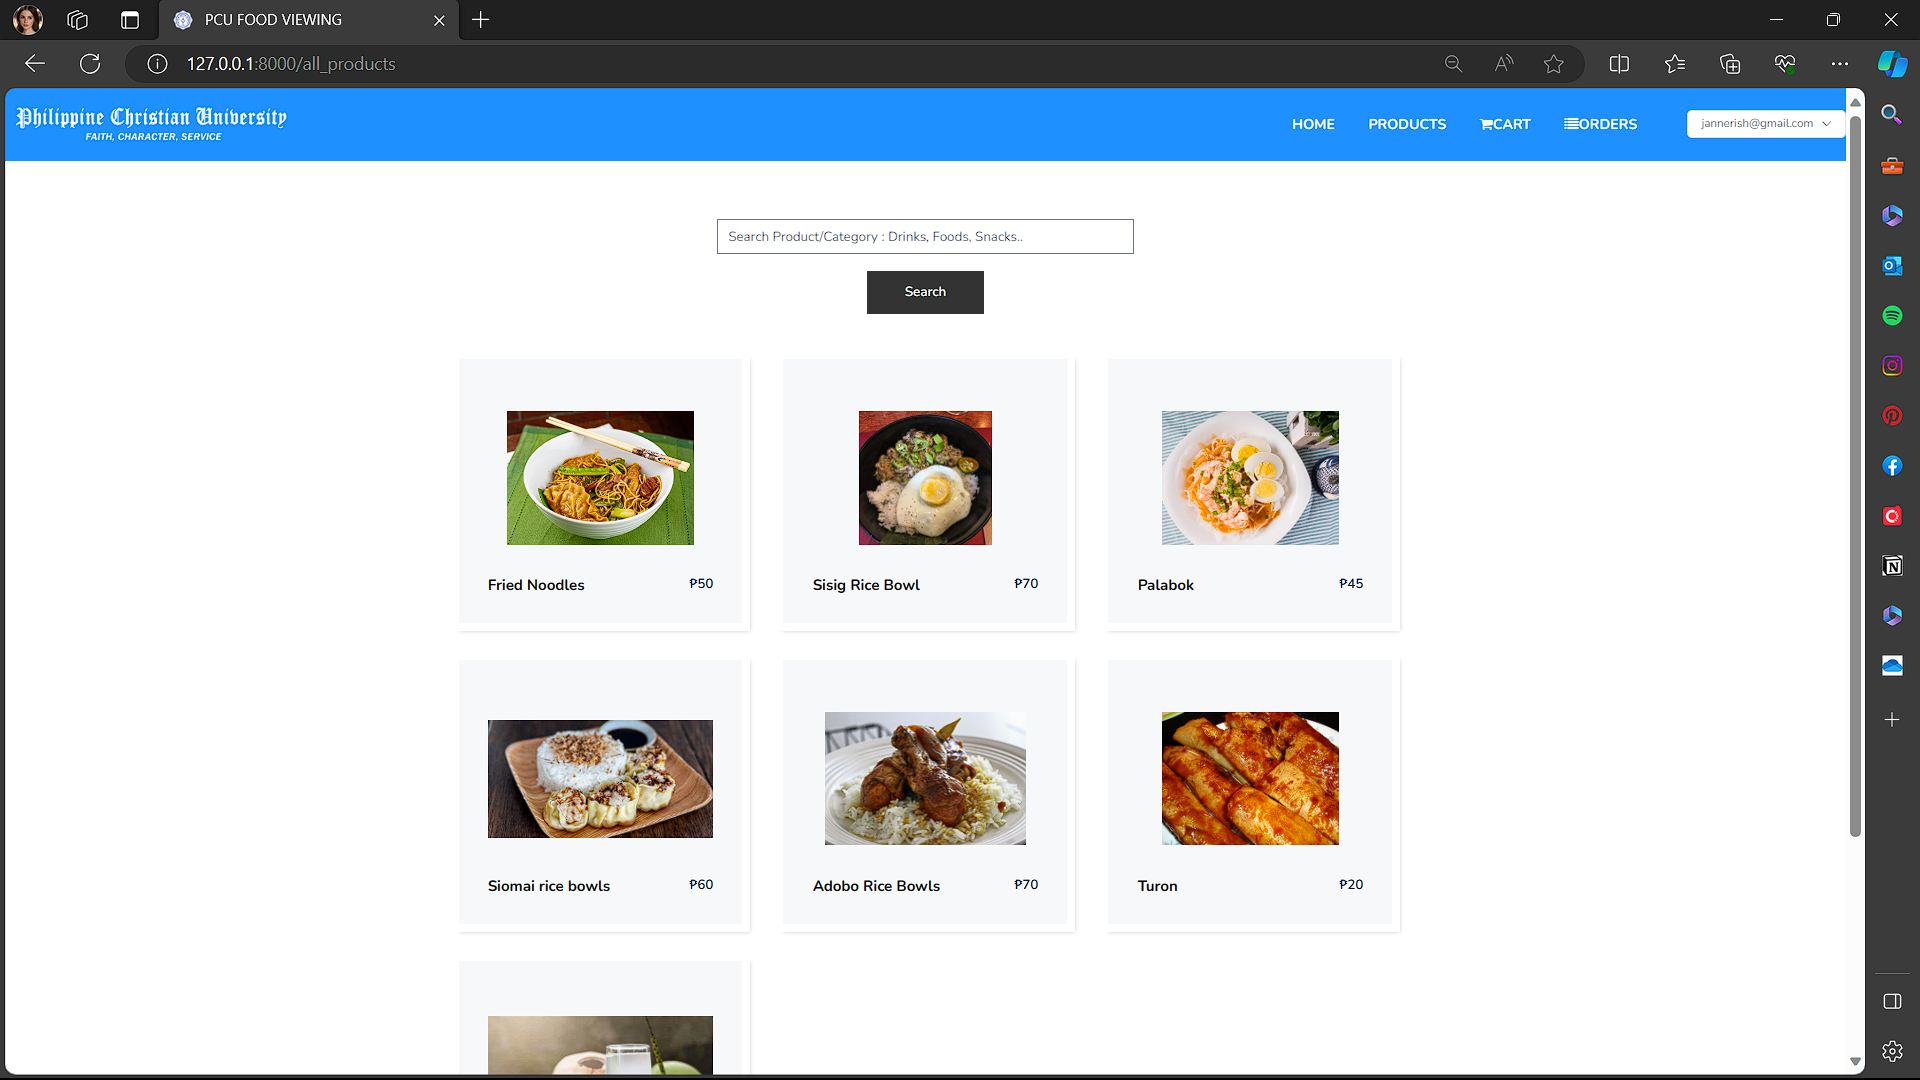 PCU FOOD VIEWING
127.0.0.1:8000/all_products
Philippine Christian University
FAITH, CHARACTER, SERVICE
HOME PRODUCTS CART ORDERS jannerish@gmail.com
Search Product/Category : Drinks, Foods, Snacks..
Search
Fried Noodles ₱50
Sisig Rice Bowl ₱70
Palabok ₱45
Siomai rice bowls ₱60
Adobo Rice Bowls ₱70
Turon ₱20